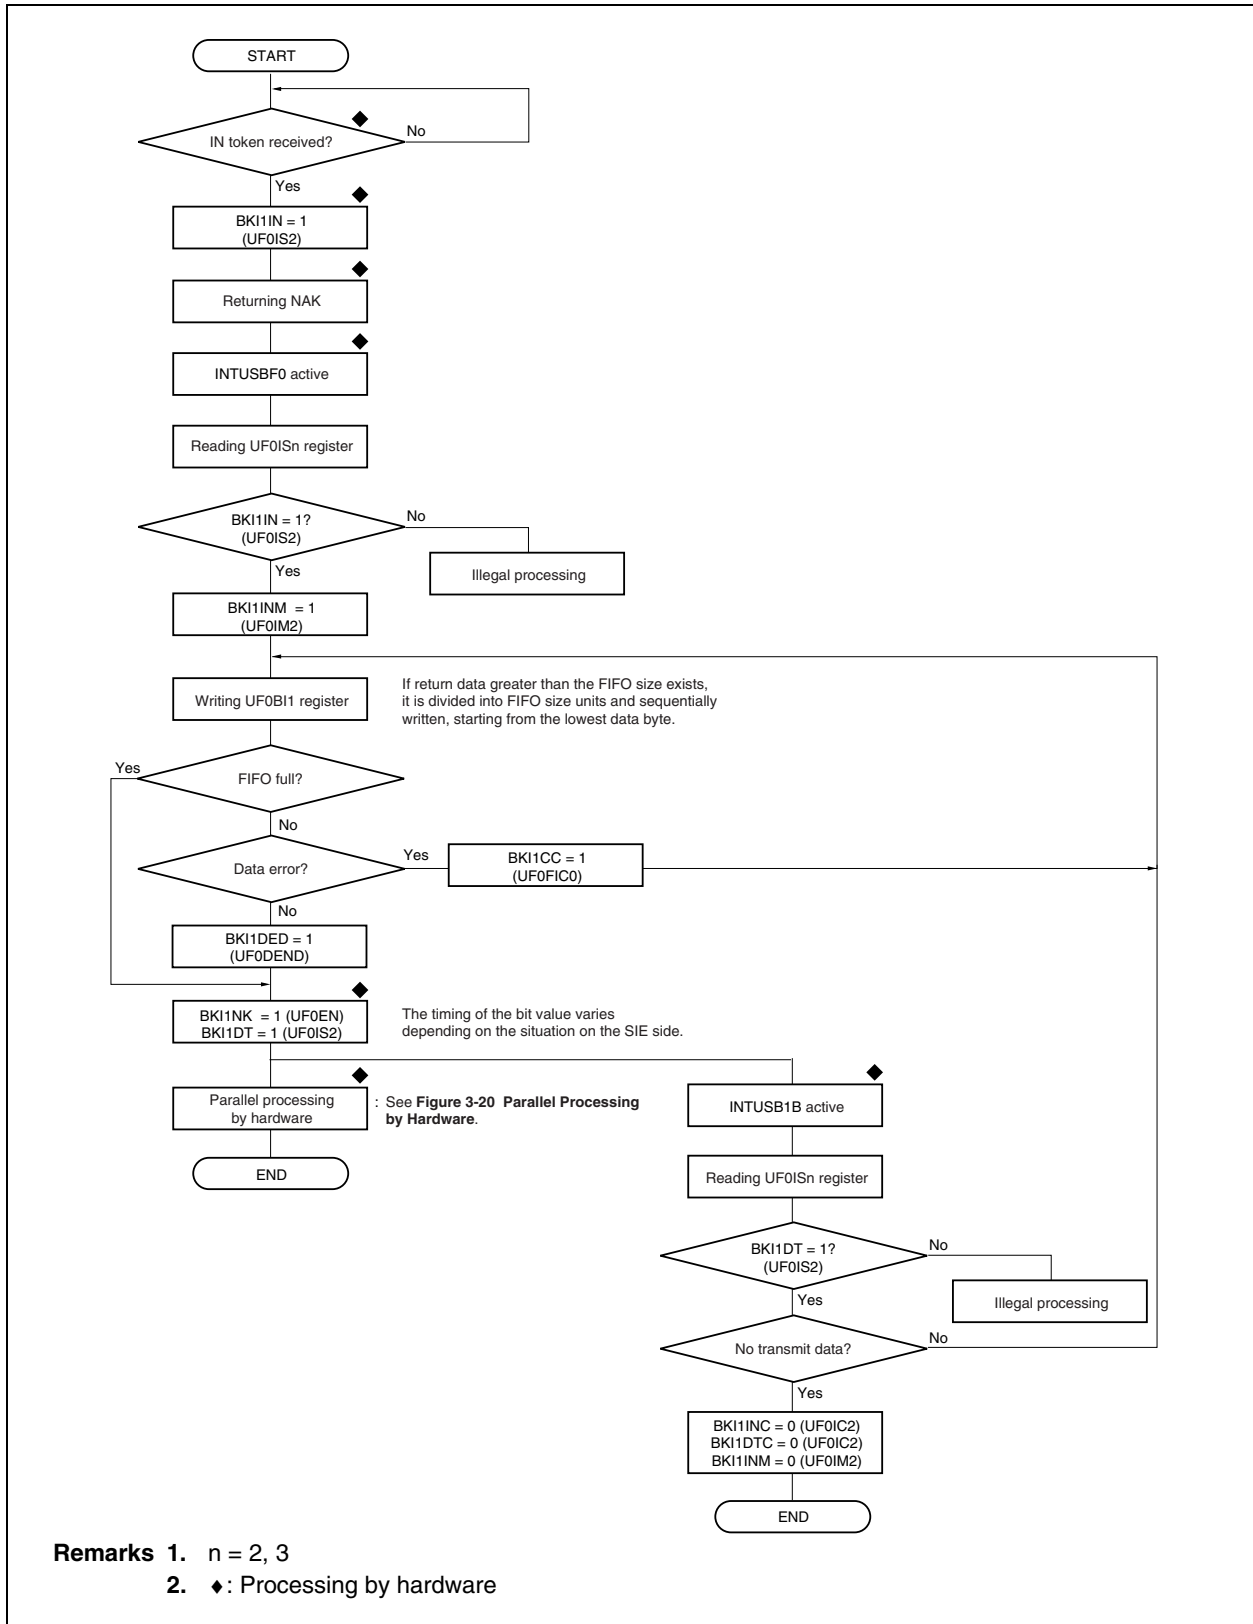 START
IN token received?
No
Yes
BKI1IN = 1
(UF0IS2)
Returning NAK
INTUSBF0 active
Reading UF0ISn register
BKI1IN = 1?
(UF0IS2)
No
Illegal processing
Yes
BKI1INM = 1
(UF0IM2)
Writing UF0BI1 register
If return data greater than the FIFO size exists,
it is divided into FIFO size units and sequentially
written, starting from the lowest data byte.
Yes
FIFO full?
No
Data error?
Yes
BKI1CC = 1
(UF0FIC0)
No
BKI1DED = 1
(UF0DEND)
BKI1NK = 1 (UF0EN)
BKI1DT = 1 (UF0IS2)
The timing of the bit value varies
depending on the situation on the SIE side.
Parallel processing
by hardware
: See Figure 3-20 Parallel Processing
by Hardware.
END
INTUSB1B active
Reading UF0ISn register
BKI1DT = 1?
(UF0IS2)
No
Illegal processing
Yes
No transmit data?
No
Yes
BKI1INC = 0 (UF0IC2)
BKI1DTC = 0 (UF0IC2)
BKI1INM = 0 (UF0IM2)
END
Remarks 1. n = 2, 3
2. ♦: Processing by hardware